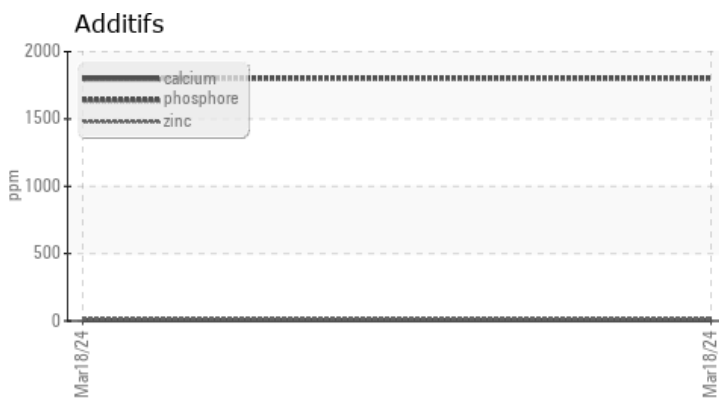 Additifs
2000
calcium
phosphore
1500
zinc
ppm
1000
500
0
Mar18/24
Mar18/24